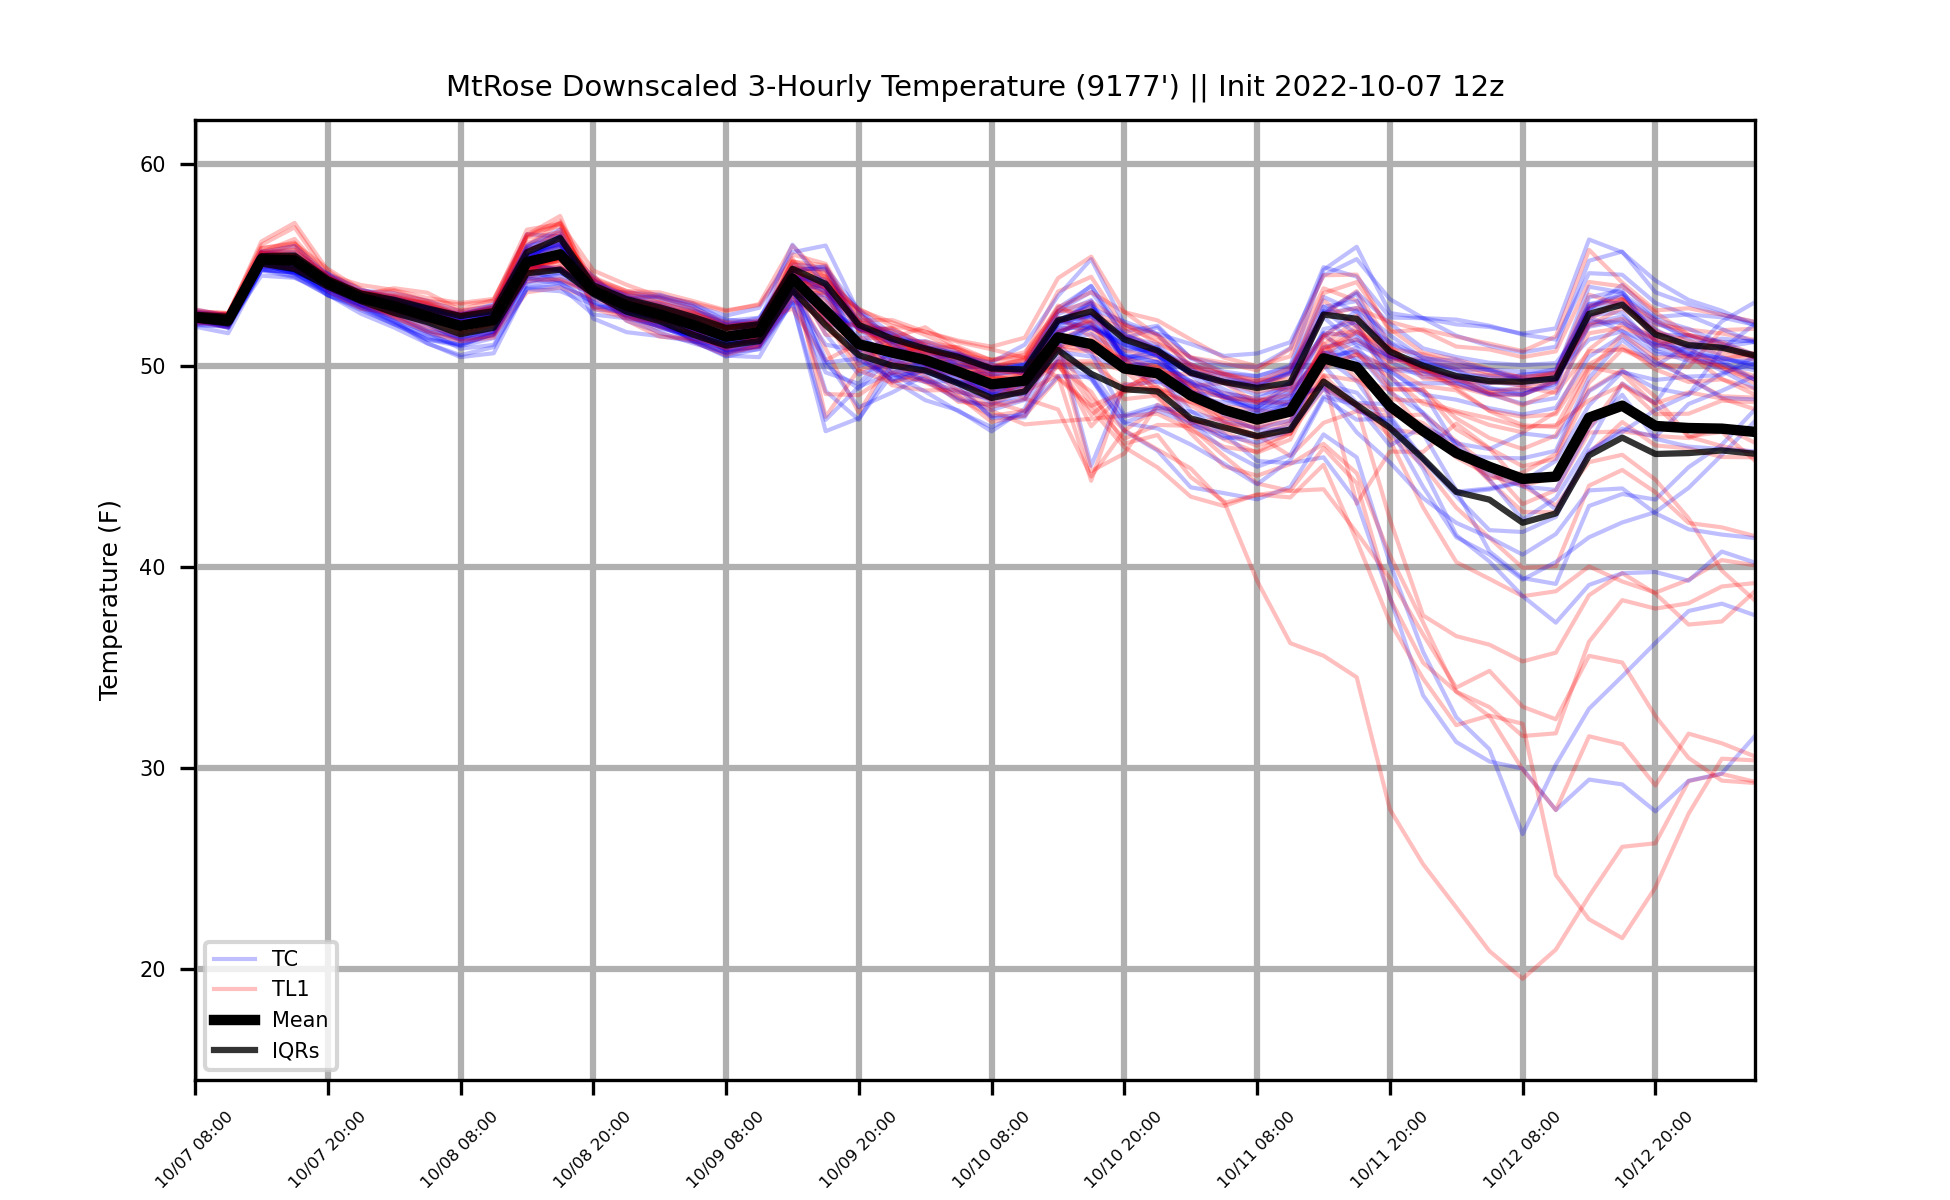 MtRose Downscaled 3-Hourly Temperature (9177') || Init 2022-10-07 12z
Temperature (F)
60
50
40
30
20
TC
TL1
Mean
IQRs
10/07 08:00
10/07 20:00
10/08 08:00
10/08 20:00
10/09 08:00
10/09 20:00
10/10 08:00
10/10 20:00
10/11 08:00
10/11 20:00
10/12 08:00
10/12 20:00